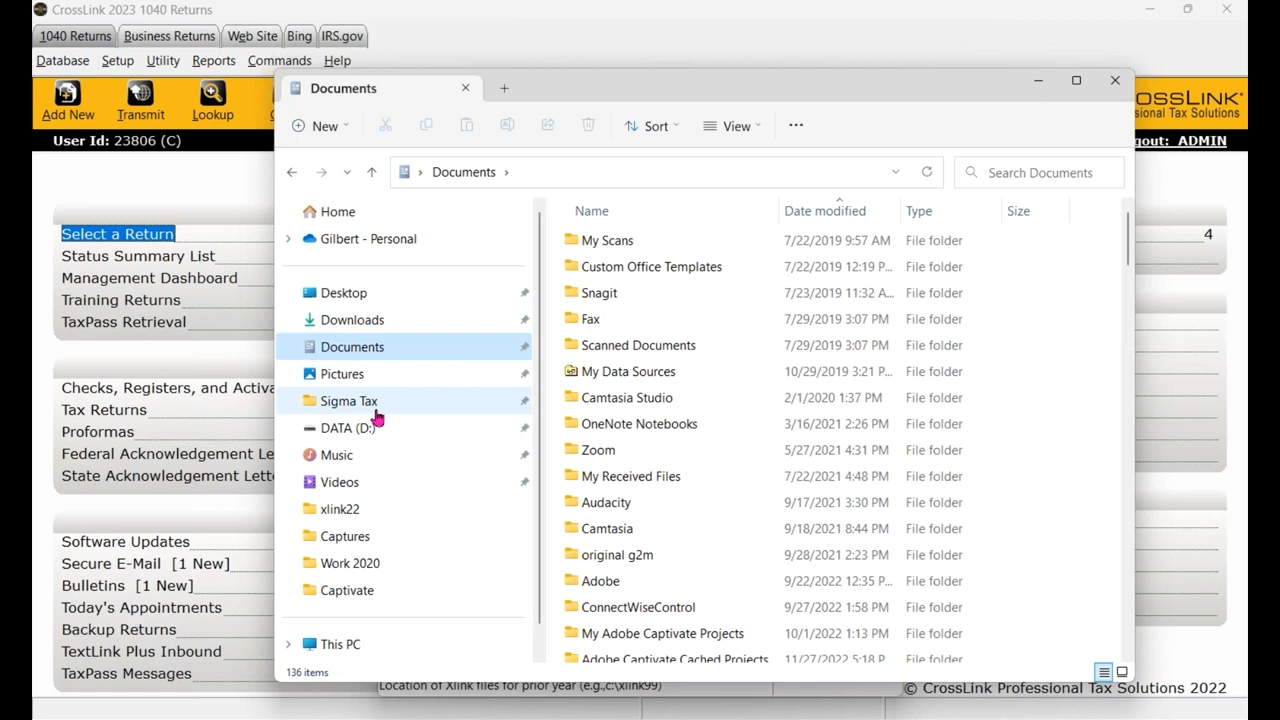 CrossLink 2023 1040 Returns
1040 Returns Business Returns Web Site Bing IRS.gov
Database Setup Utility Reports Commands Help
Add New Transmit Lookup
OSSLINK
sional Tax Solutions
User Id: 23806 (C)
gout: ADMIN
Select a Return
4
Status Summary List
Management Dashboard
Training Returns
TaxPass Retrieval
Checks, Registers, and Activa
Tax Returns
Proformas
Federal Acknowledgement Le
State Acknowledgement Lette
Software Updates
Secure E-Mail [1 New]
Bulletins [1 New]
Today's Appointments
Backup Returns
TextLink Plus Inbound
TaxPass Messages
Documents
New Sort View
Documents
Search Documents
Home
Gilbert - Personal
Desktop
Downloads
Documents
Pictures
Sigma Tax
DATA (D:)
Music
Videos
xlink22
Captures
Work 2020
Captivate
This PC
Name Date modified Type Size
My Scans 7/22/2019 9:57 AM File folder
Custom Office Templates 7/22/2019 12:19 P... File folder
Snagit 7/23/2019 11:32 A... File folder
Fax 7/29/2019 3:07 PM File folder
Scanned Documents 7/29/2019 3:07 PM File folder
My Data Sources 10/29/2019 3:21 P... File folder
Camtasia Studio 2/1/2020 1:37 PM File folder
OneNote Notebooks 3/16/2021 2:26 PM File folder
Zoom 5/27/2021 4:31 PM File folder
My Received Files 7/22/2021 4:48 PM File folder
Audacity 9/17/2021 3:30 PM File folder
Camtasia 9/18/2021 8:44 PM File folder
original g2m 9/28/2021 2:23 PM File folder
Adobe 9/22/2022 12:35 P... File folder
ConnectWiseControl 9/27/2022 1:58 PM File folder
My Adobe Captivate Projects 10/1/2022 1:13 PM File folder
Adobe Captivate Cached Projects 11/27/2022 5:18 P... File folder
136 items
Location of Xlink files for prior year (e.g.,c:\xlink99)
© CrossLink Professional Tax Solutions 2022